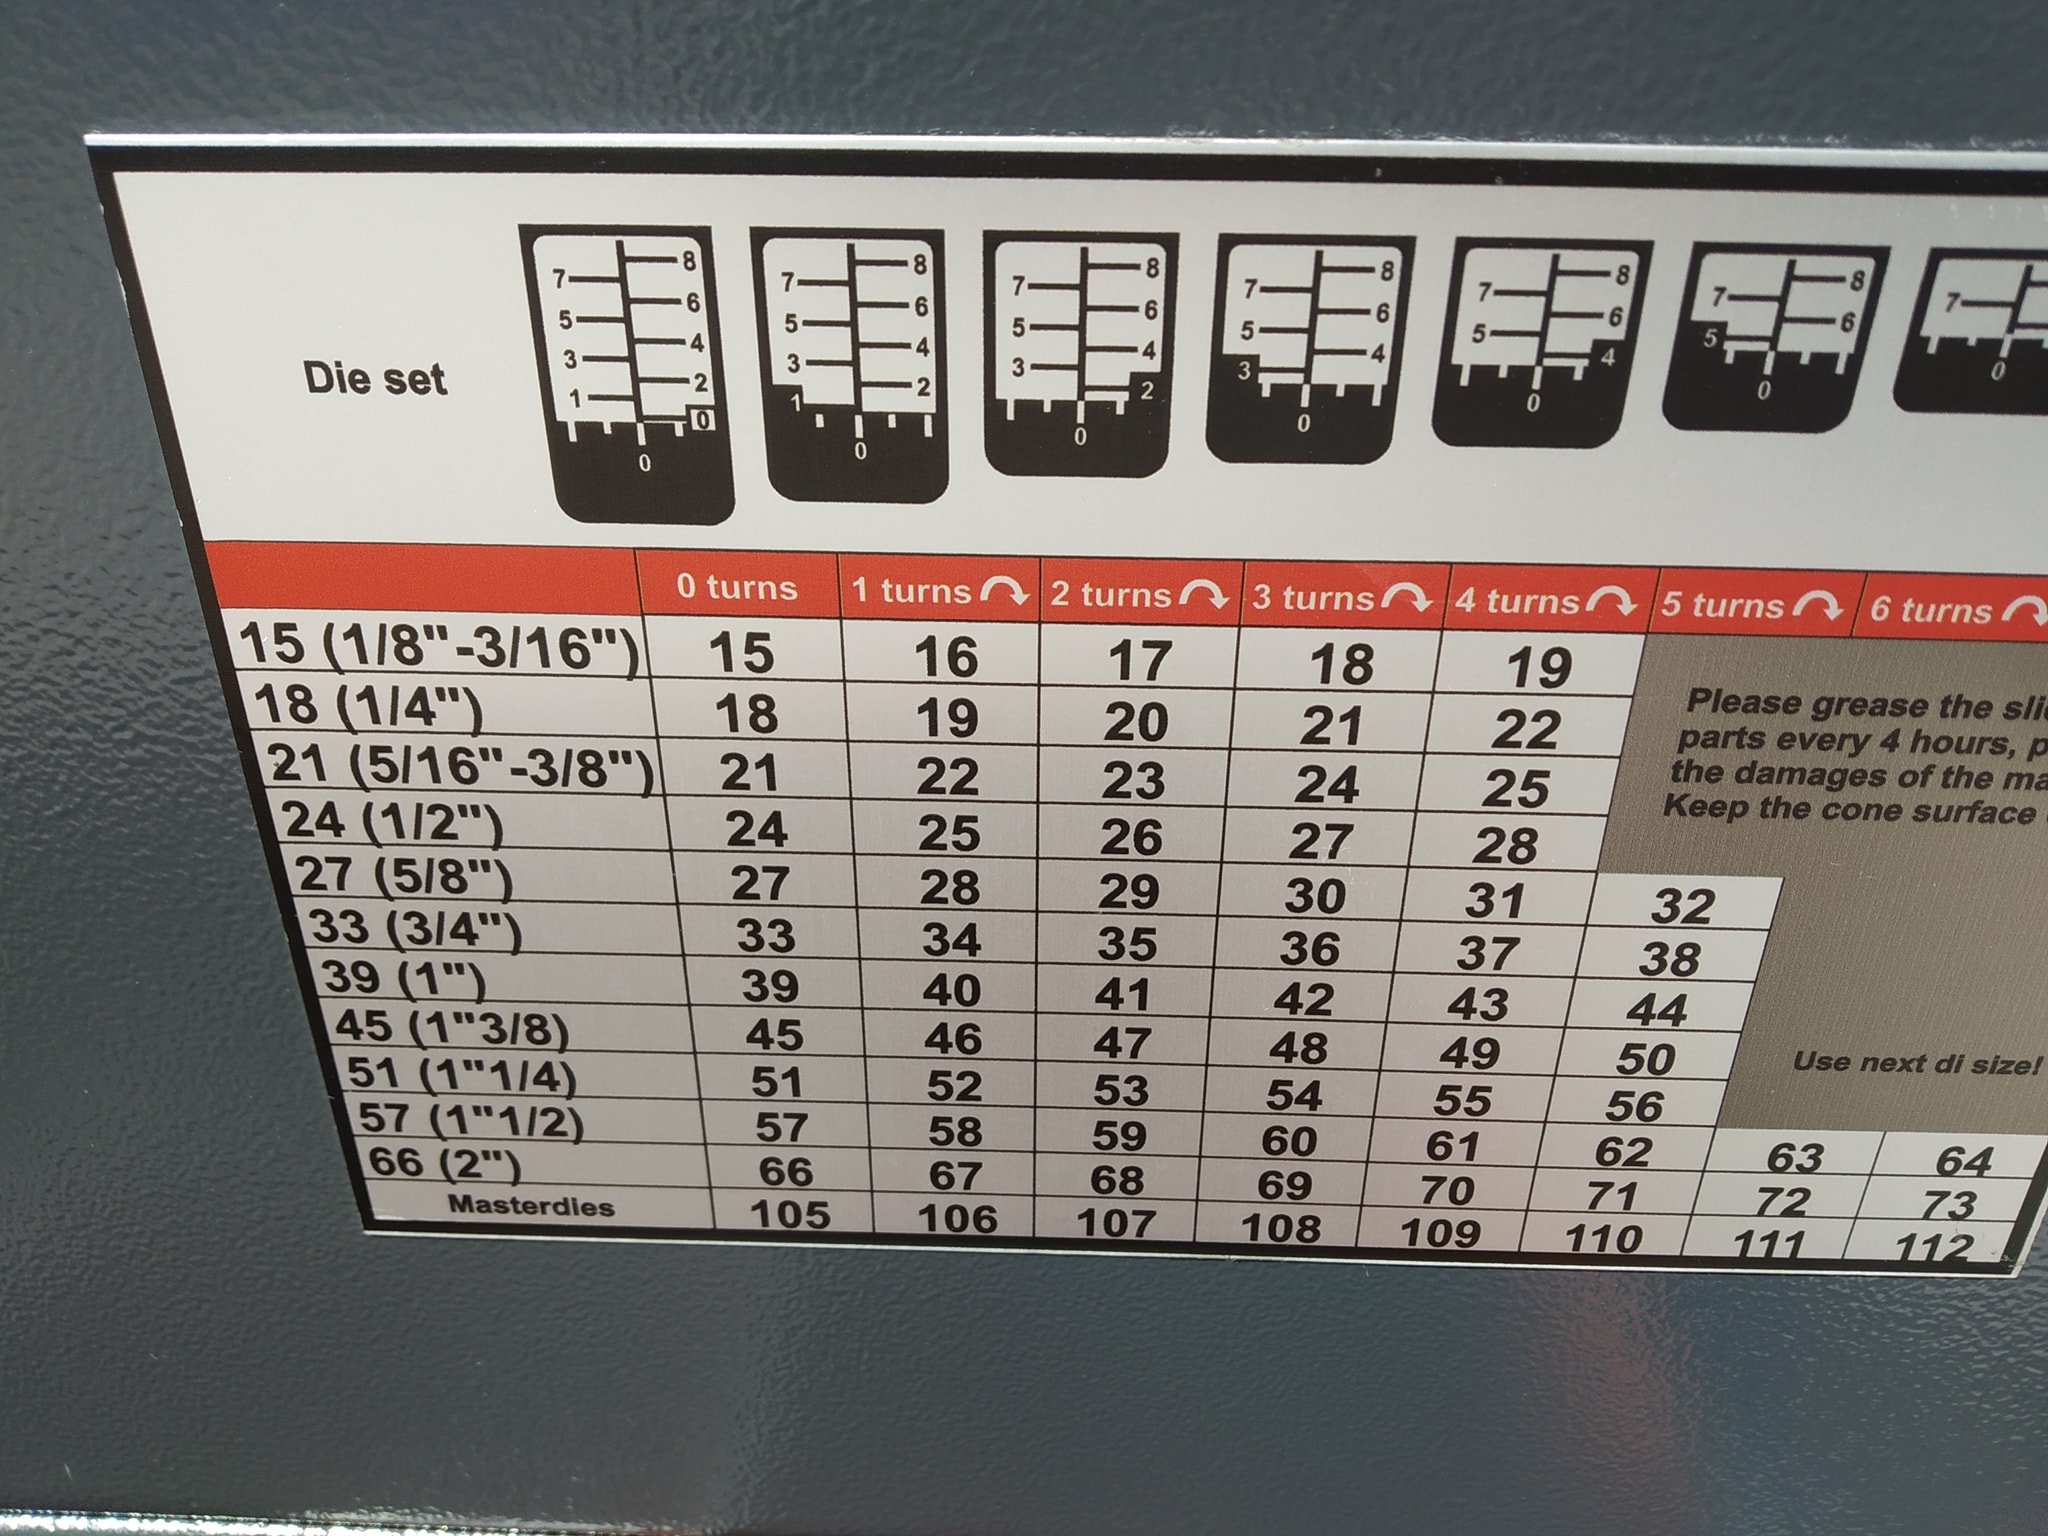 8 8 8 8 8 8
7 7 7 7 7 7 7
6 6 6 6 6 6
5 5 5 5 5 5
4 4 4 4 4
3 3 3 3
Die set
2 2 2
1 1
0
0 0 0 0 0 0 0
0 turns 1 turns 2 turns 3 turns 4 turns 5 turns 6 turns
15 (1/8"-3/16") 15 16 17 18 19
18 (1/4") 18 19 20 21 22
21 (5/16"-3/8") 21 22 23 24 25
24 (1/2") 24 25 26 27 28
Please grease the
parts every 4 hours,
the damages of the
Keep the cone surface
27 (5/8") 27 28 29 30 31 32
33 (3/4") 33 34 35 36 37 38
39 (1") 39 40 41 42 43 44
45 (1"3/8) 45 46 47 48 49 50
51 (1"1/4) 51 52 53 54 55 56
Use next di size!
57 (1"1/2) 57 58 59 60 61 62 63 64
66 (2") 66 67 68 69 70 71 72 73
Masterdies 105 106 107 108 109 110 111 112